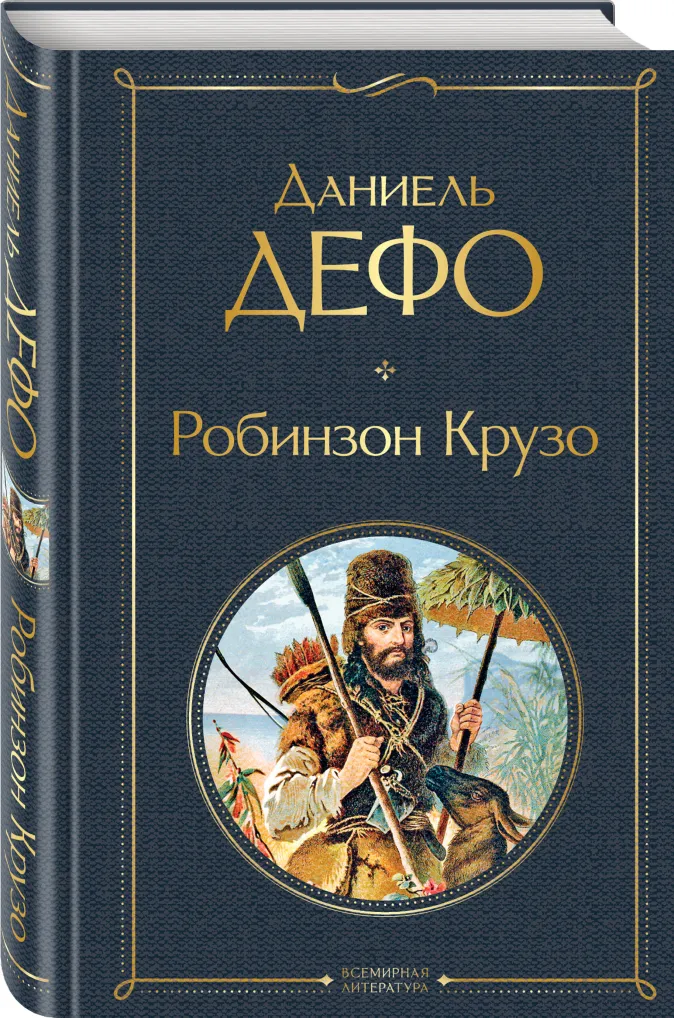 Даниель
ДЕФО
Робинзон Крузо
ВСЕМИРНАЯ
ЛИТЕРАТУРА
Даниель ДЕФО
Робинзон Крузо